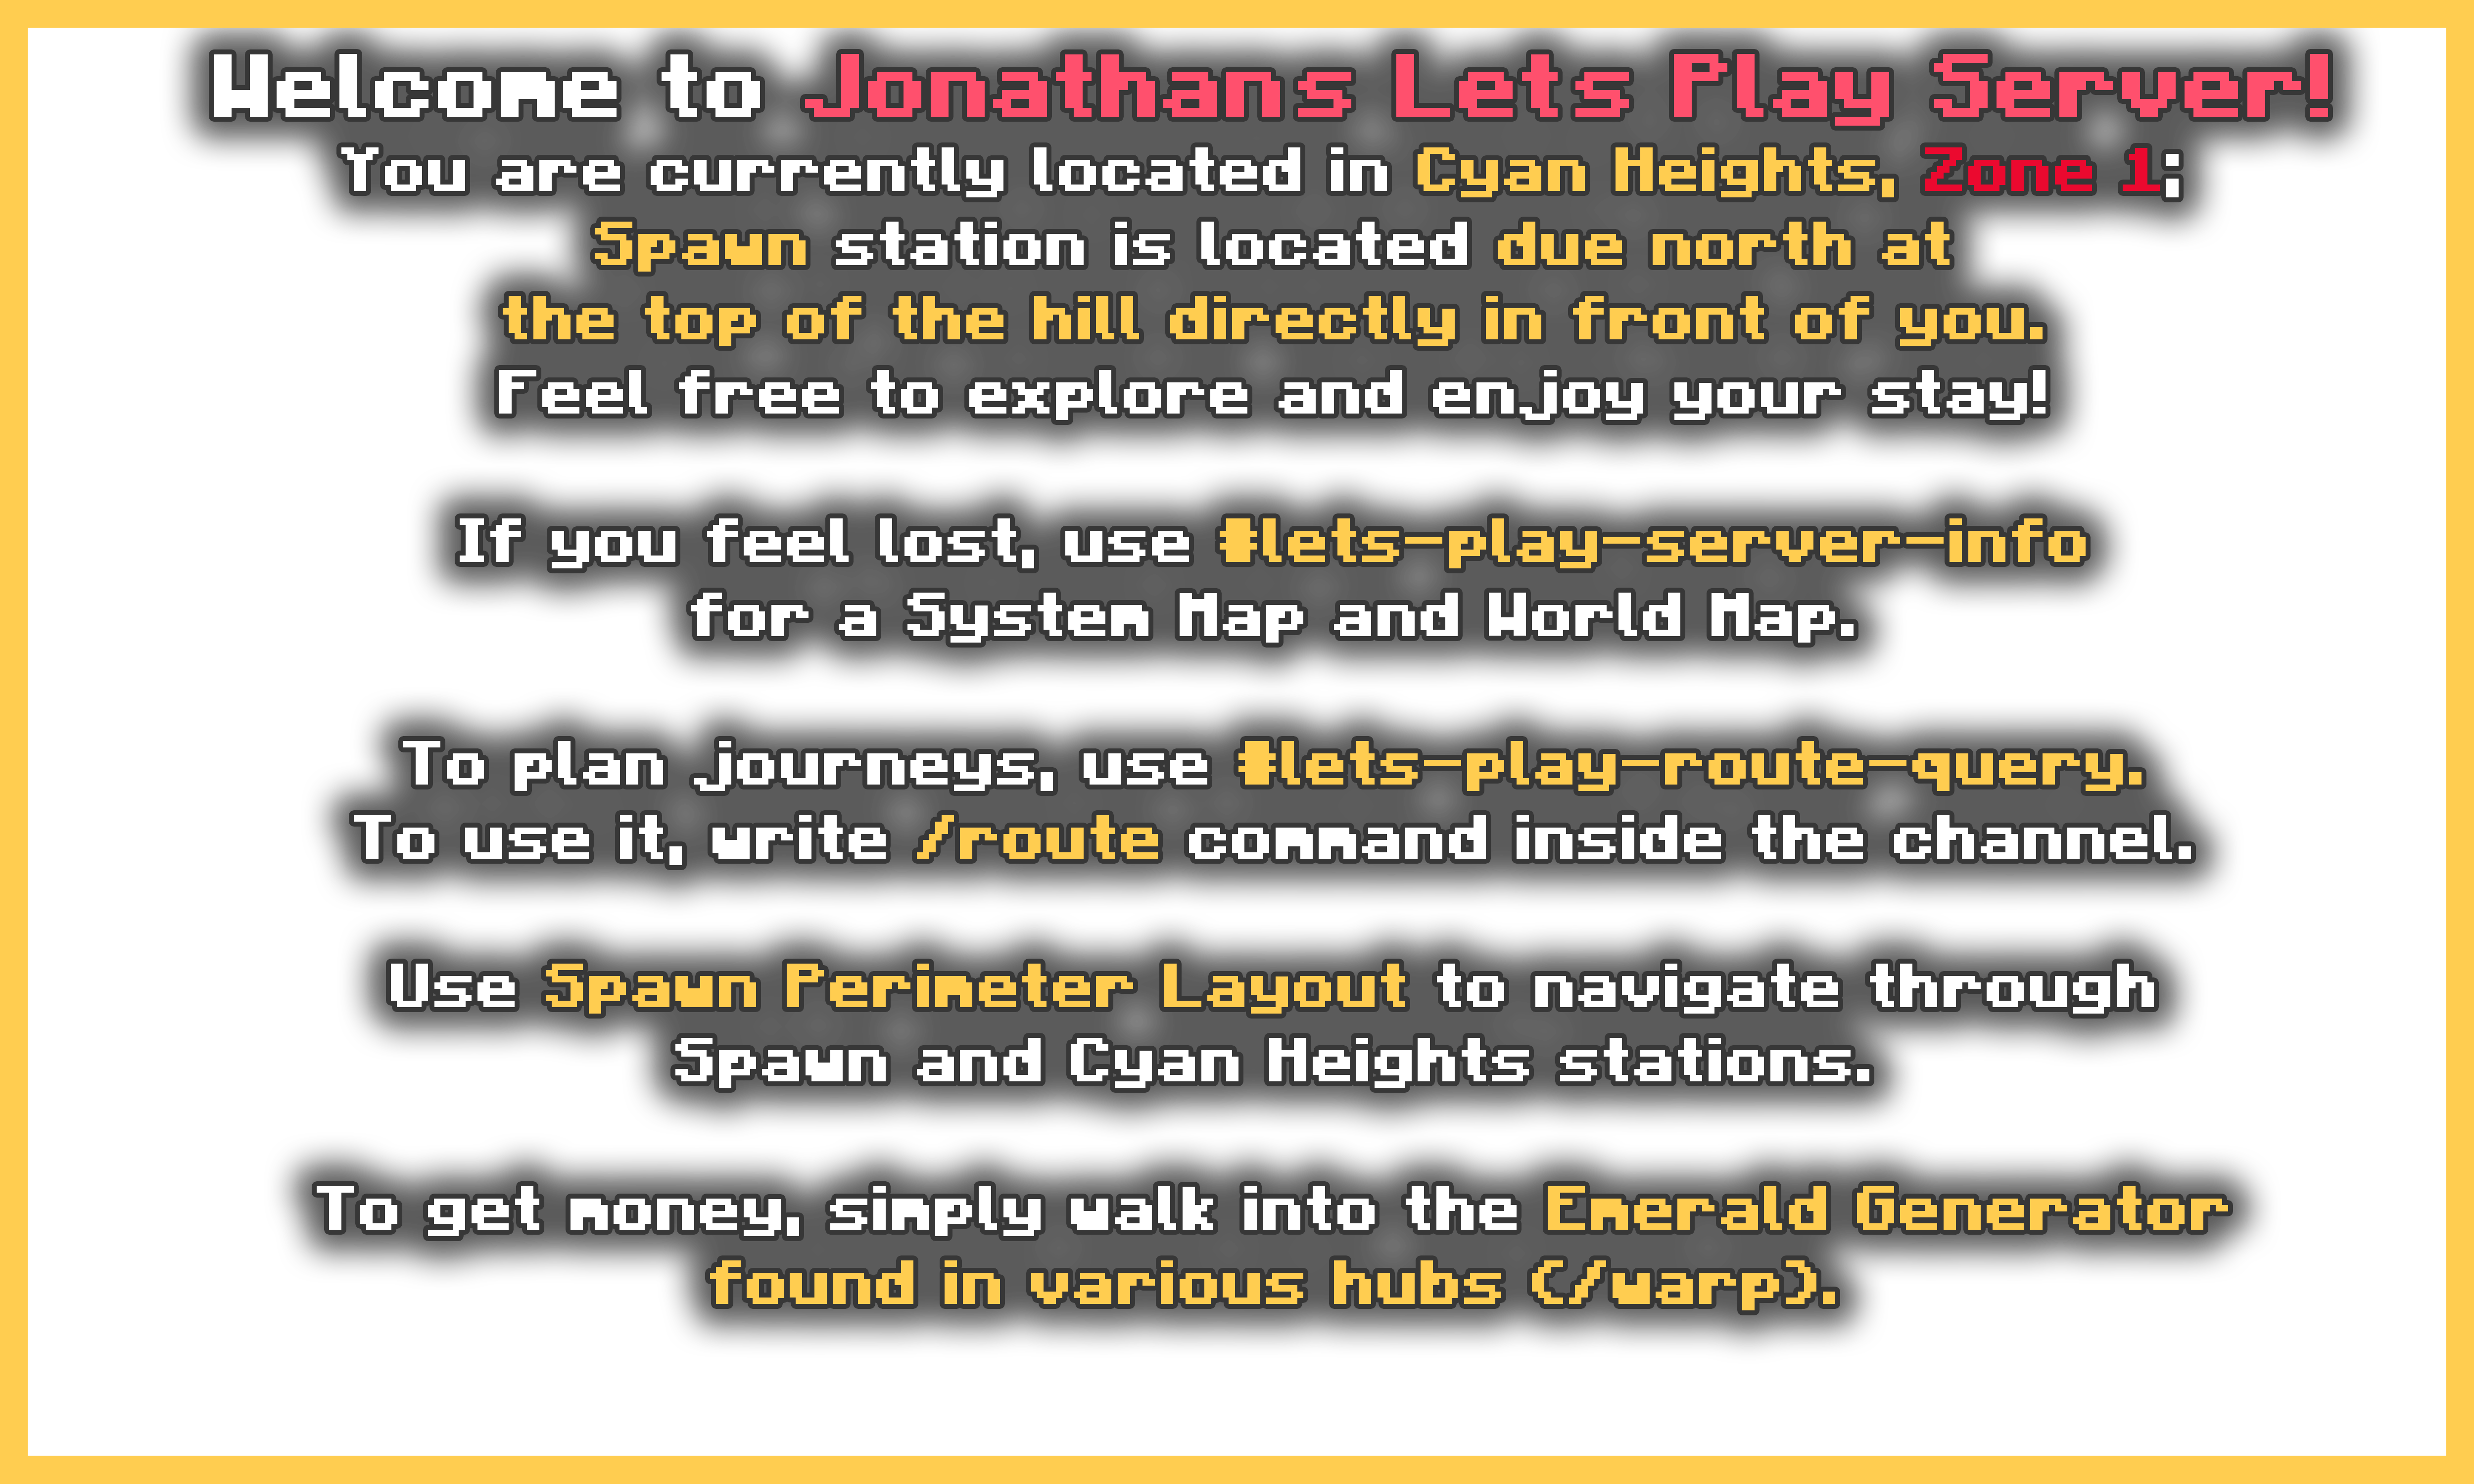 Welcome to Jonathans Lets Play Server!
You are currently located in Cyan Heights, Zone 1;
Spawn station is located due north at
the top of the hill directly in front of you.
Feel free to explore and enjoy your stay!
If you feel lost, use #lets-play-server-info
for a System Map and World Map.
To plan journeys, use #lets-play-route-query.
To use it, write /route command inside the channel.
Use Spawn Perimeter Layout to navigate through
Spawn and Cyan Heights stations.
To get money, simply walk into the Emerald Generator
found in various hubs (/warp).